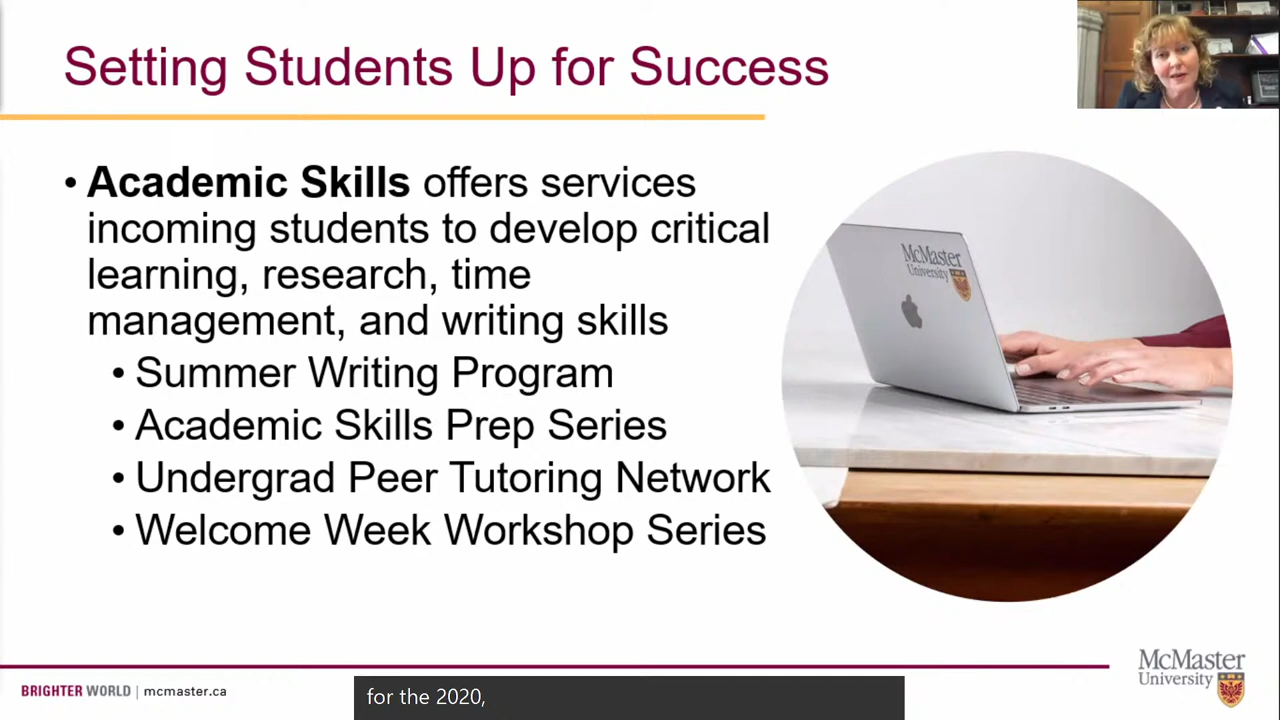 Setting Students Up for Success
• Academic Skills offers services
incoming students to develop critical
learning, research, time
management, and writing skills
• Summer Writing Program
• Academic Skills Prep Series
• Undergrad Peer Tutoring Network
• Welcome Week Workshop Series
McMaster
University
BRIGHTER WORLD | mcmaster.ca
for the 2020,
McMaster
University